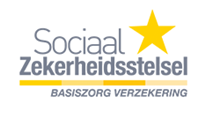 Sociaal
Zekerheidsstelsel
BASISZORG VERZEKERING